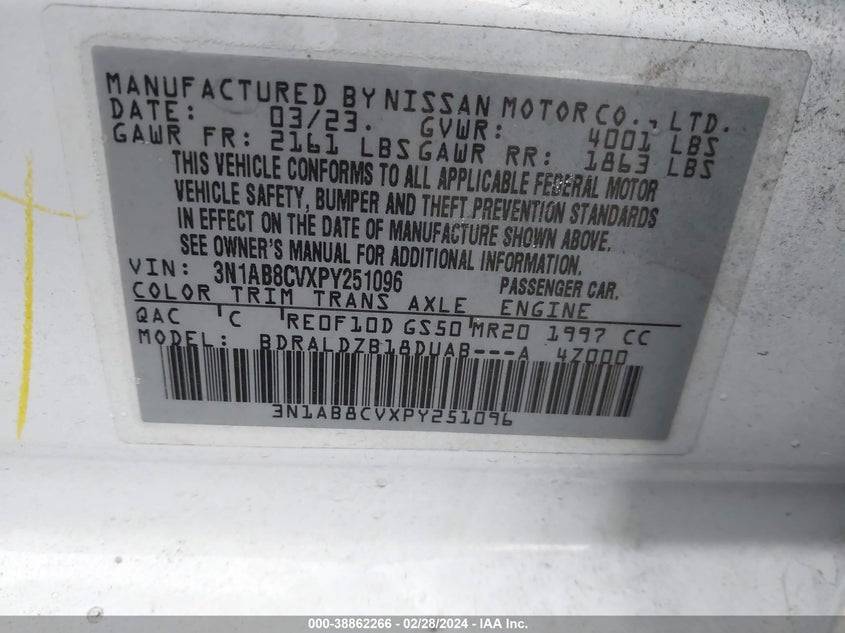 MANUFACTURED BY NISSAN MOTOR CO., LTD.
DATE: 03/23. GVWR: 4001 LBS
GAWR FR: 2161 LBS GAWR RR: 1863 LBS
THIS VEHICLE CONFORMS TO ALL APPLICABLE FEDERAL MOTOR
VEHICLE SAFETY, BUMPER AND THEFT PREVENTION STANDARDS
IN EFFECT ON THE DATE OF MANUFACTURE SHOWN ABOVE.
SEE OWNER'S MANUAL FOR ADDITIONAL INFORMATION.
VIN: 3N1AB8CVXPY251096 PASSENGER CAR.
COLOR TRIM TRANS AXLE ENGINE
QAC C RE0F10D GS50 MR20 1997 CC
MODEL: BDRALDZB18DUAB---A 4Z000
3N1AB8CVXPY251096
000-38862266 - 02/28/2024 - IAA Inc.